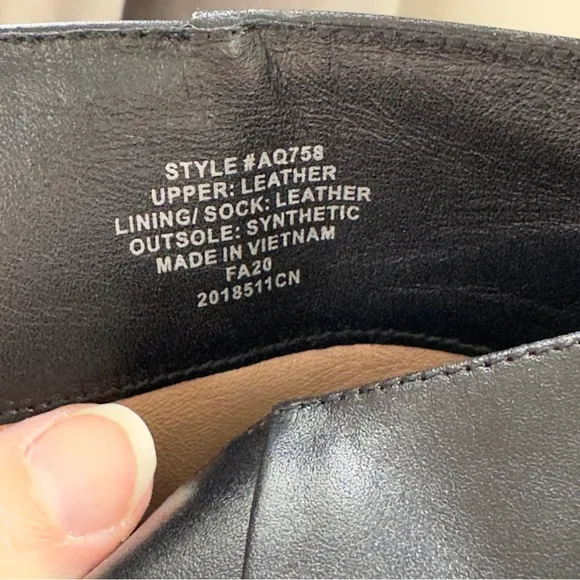 STYLE #AQ758
UPPER: LEATHER
LINING/ SOCK: LEATHER
OUTSOLE: SYNTHETIC
MADE IN VIETNAM
FA20
2018511CN